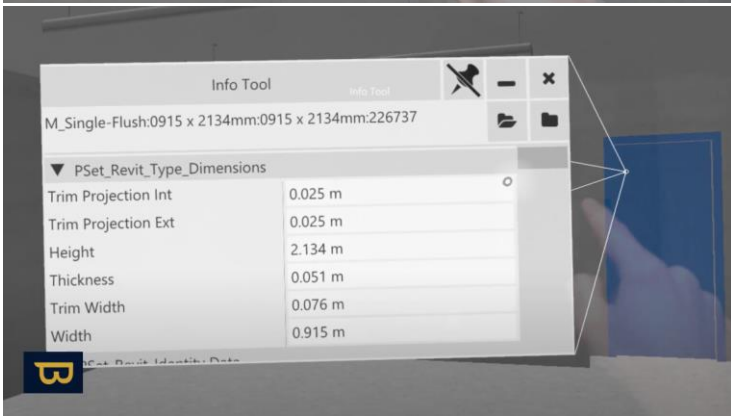 Info Tool
Info Tool
M_Single-Flush:0915 x 2134mm:0915 x 2134mm:226737
▼ PSet_Revit_Type_Dimensions
Trim Projection Int 0.025 m
Trim Projection Ext 0.025 m
Height 2.134 m
Thickness 0.051 m
Trim Width 0.076 m
Width 0.915 m
PSet_Revit_Identity_Data